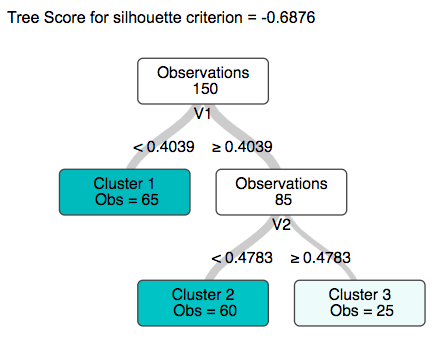 Tree Score for silhouette criterion = -0.6876
Observations
150
V1
< 0.4039 ≥ 0.4039
Cluster 1
Obs = 65
Observations
85
V2
< 0.4783 ≥ 0.4783
Cluster 2
Obs = 60
Cluster 3
Obs = 25